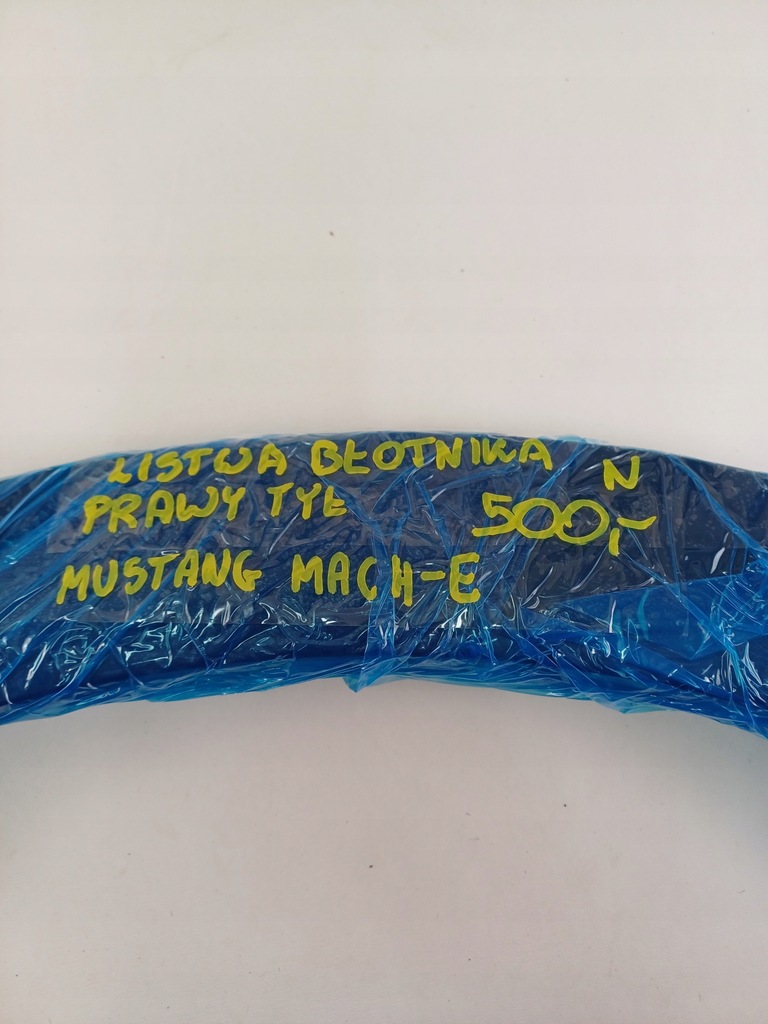 LISTWA BŁOTNIKA N
PRAWY TYŁ 500,-
MUSTANG MACH-E